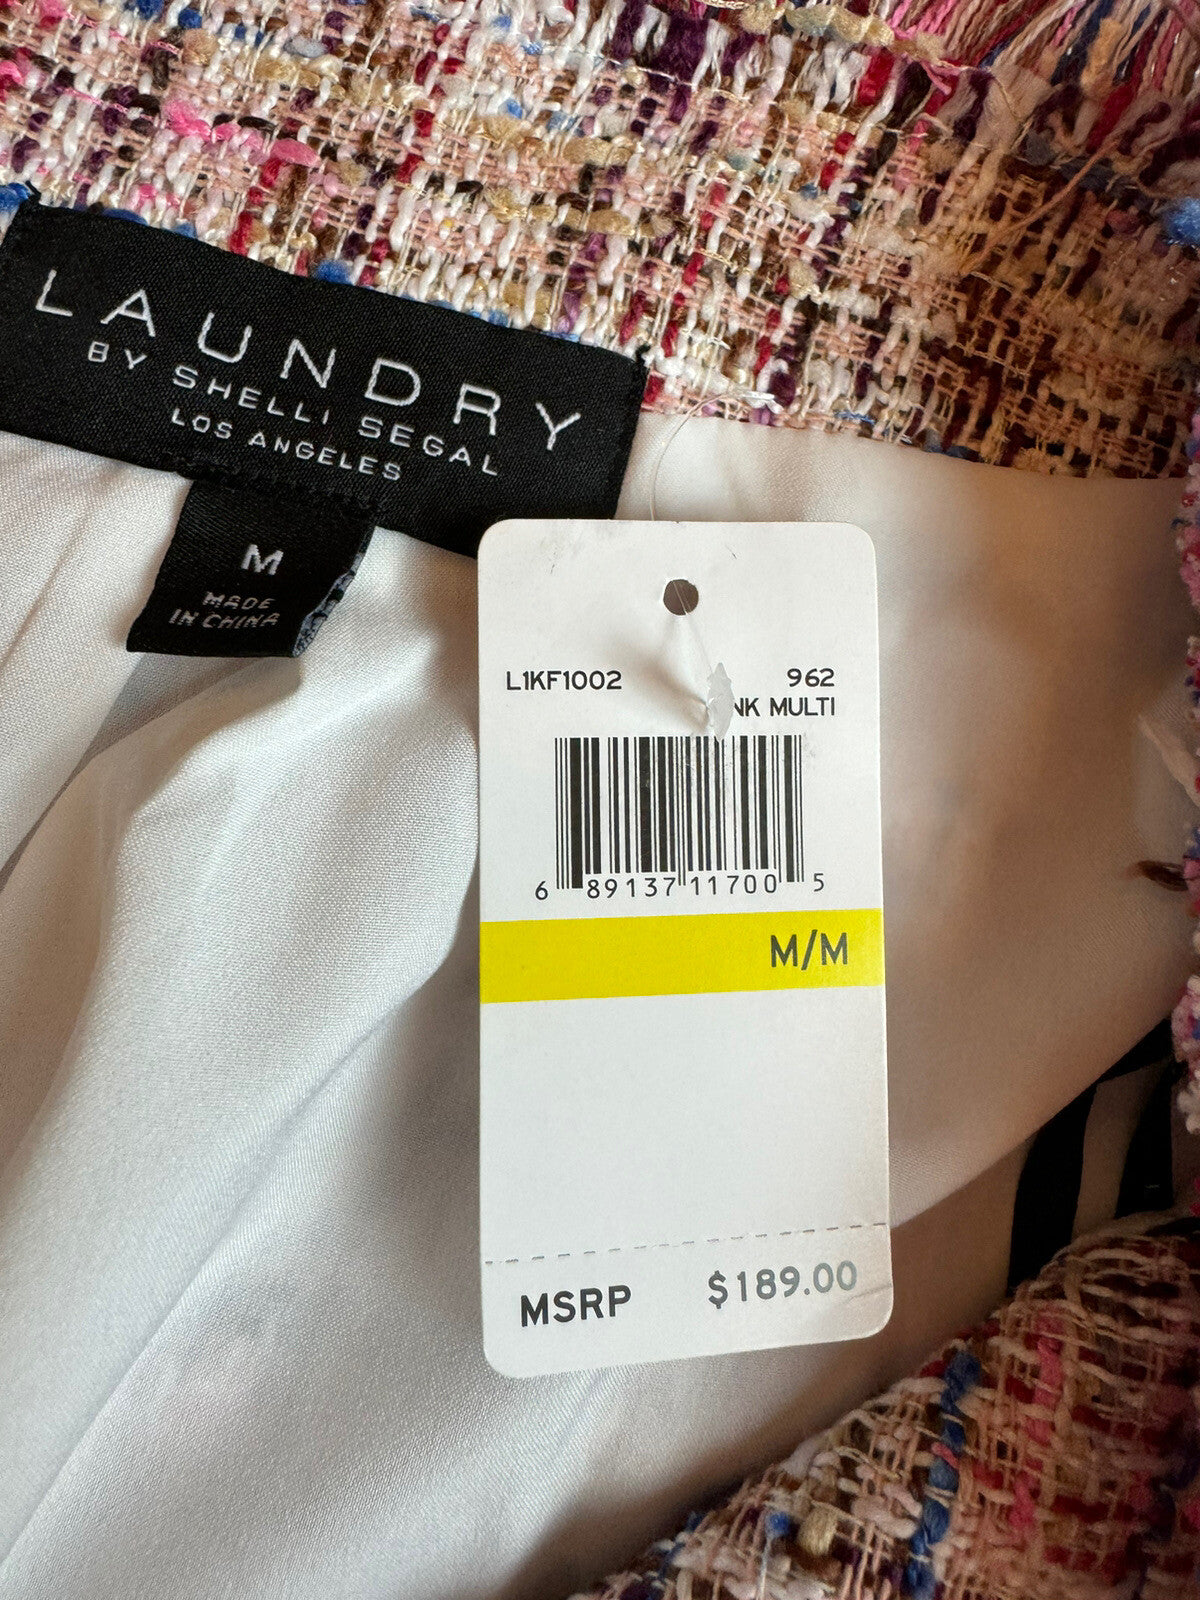 LAUNDRY
BY SHELLI SEGAL
LOS ANGELES
M
MADE
IN CHINA
L1KF1002 962
MULTI
6 89137 11700 5
M/M
MSRP $189.00